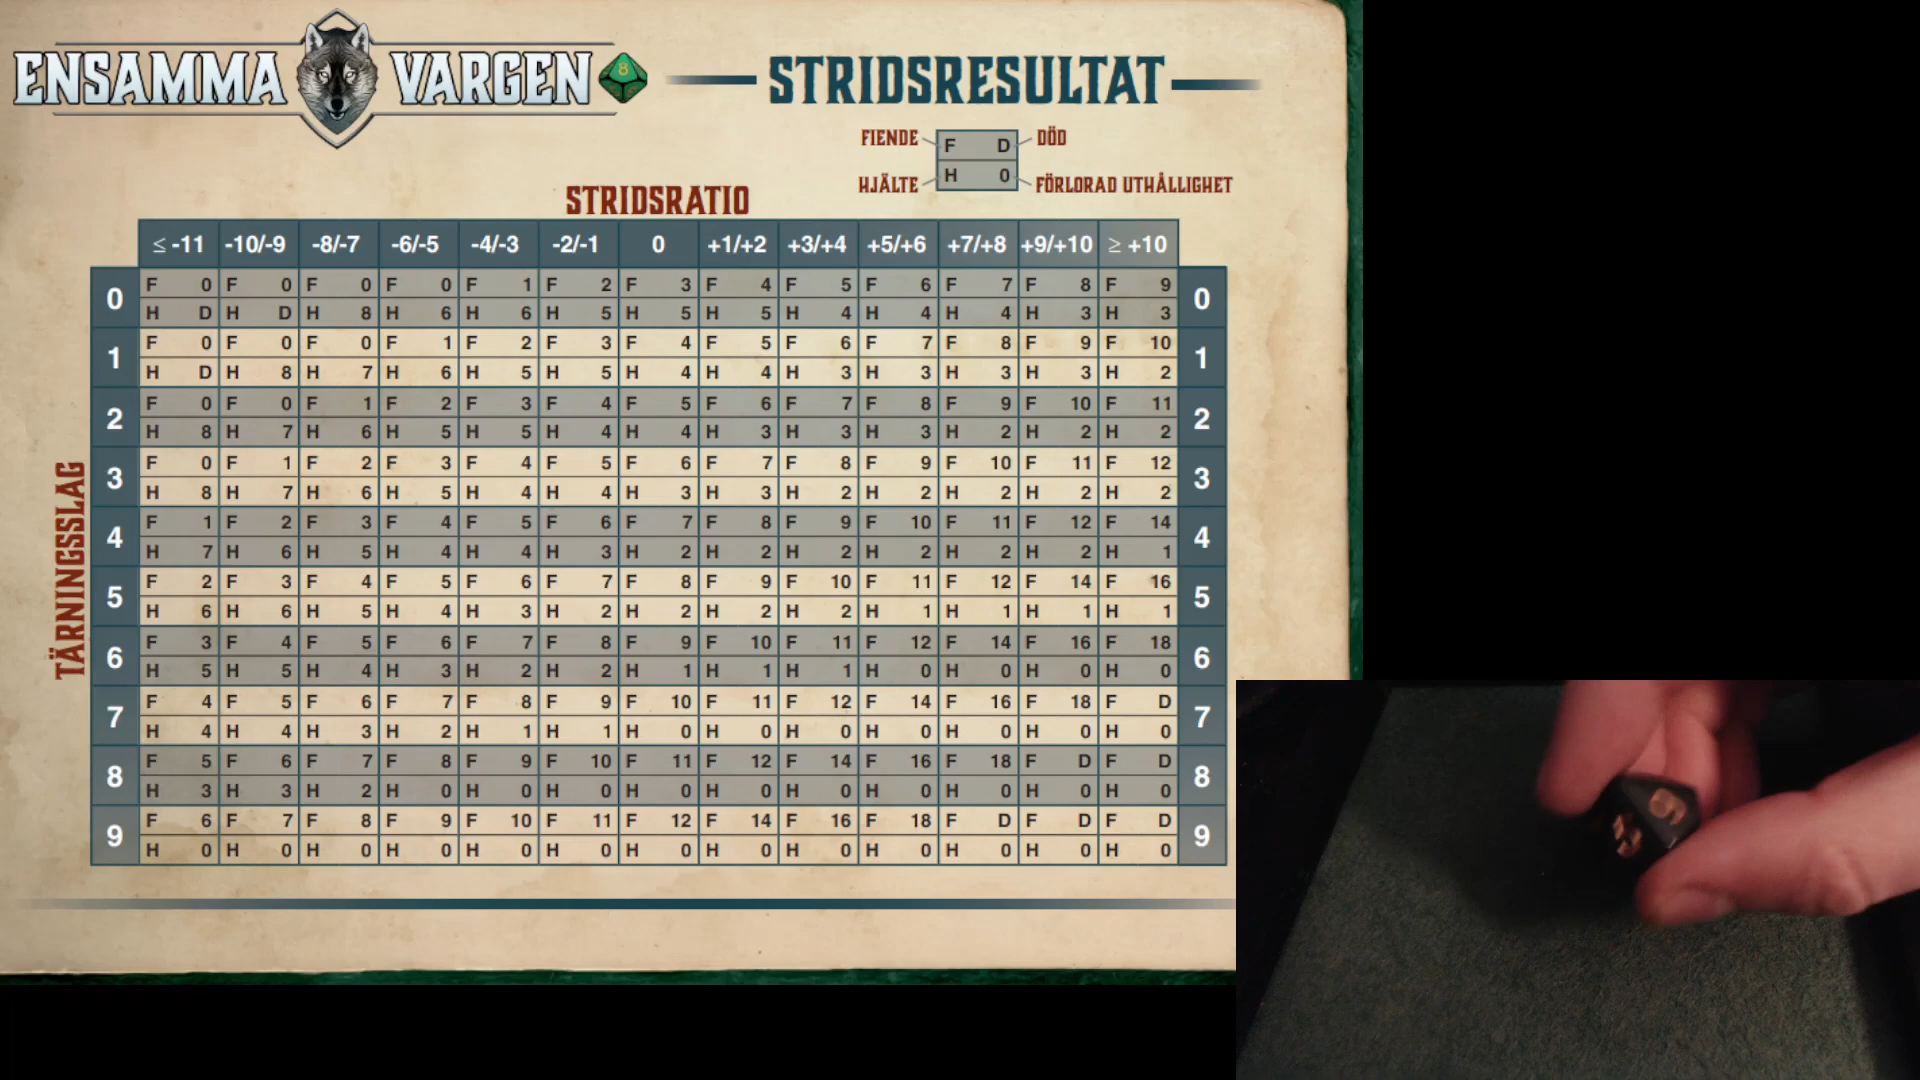 ENSAMMA VARGEN
8
STRIDSRESULTAT
FIENDE F D DÖD
HJÄLTE H 0 FÖRLORAD UTHÅLLIGHET
STRIDSRATIO
≤ -11 -10/-9 -8/-7 -6/-5 -4/-3 -2/-1 0 +1/+2 +3/+4 +5/+6 +7/+8 +9/+10 ≥ +10
TÄRNINGSSLAG
0 F 0 F 0 F 0 F 0 F 1 F 2 F 3 F 4 F 5 F 6 F 7 F 8 F 9 0
H D H D H 8 H 6 H 6 H 5 H 5 H 5 H 4 H 4 H 4 H 3 H 3
1 F 0 F 0 F 0 F 1 F 2 F 3 F 4 F 5 F 6 F 7 F 8 F 9 F 10 1
H D H 8 H 7 H 6 H 5 H 5 H 4 H 4 H 3 H 3 H 3 H 3 H 2
2 F 0 F 0 F 1 F 2 F 3 F 4 F 5 F 6 F 7 F 8 F 9 F 10 F 11 2
H 8 H 7 H 6 H 5 H 5 H 4 H 4 H 3 H 3 H 3 H 2 H 2 H 2
3 F 0 F 1 F 2 F 3 F 4 F 5 F 6 F 7 F 8 F 9 F 10 F 11 F 12 3
H 8 H 7 H 6 H 5 H 4 H 4 H 3 H 3 H 2 H 2 H 2 H 2 H 2
4 F 1 F 2 F 3 F 4 F 5 F 6 F 7 F 8 F 9 F 10 F 11 F 12 F 14 4
H 7 H 6 H 5 H 4 H 4 H 3 H 2 H 2 H 2 H 2 H 2 H 2 H 1
5 F 2 F 3 F 4 F 5 F 6 F 7 F 8 F 9 F 10 F 11 F 12 F 14 F 16 5
H 6 H 6 H 5 H 4 H 3 H 2 H 2 H 2 H 2 H 1 H 1 H 1 H 1
6 F 3 F 4 F 5 F 6 F 7 F 8 F 9 F 10 F 11 F 12 F 14 F 16 F 18 6
H 5 H 5 H 4 H 3 H 2 H 2 H 1 H 1 H 1 H 0 H 0 H 0 H 0
7 F 4 F 5 F 6 F 7 F 8 F 9 F 10 F 11 F 12 F 14 F 16 F 18 F D 7
H 4 H 4 H 3 H 2 H 1 H 1 H 0 H 0 H 0 H 0 H 0 H 0 H 0
8 F 5 F 6 F 7 F 8 F 9 F 10 F 11 F 12 F 14 F 16 F 18 F D F D 8
H 3 H 3 H 2 H 0 H 0 H 0 H 0 H 0 H 0 H 0 H 0 H 0 H 0
9 F 6 F 7 F 8 F 9 F 10 F 11 F 12 F 14 F 16 F 18 F D F D F D 9
H 0 H 0 H 0 H 0 H 0 H 0 H 0 H 0 H 0 H 0 H 0 H 0 H 0